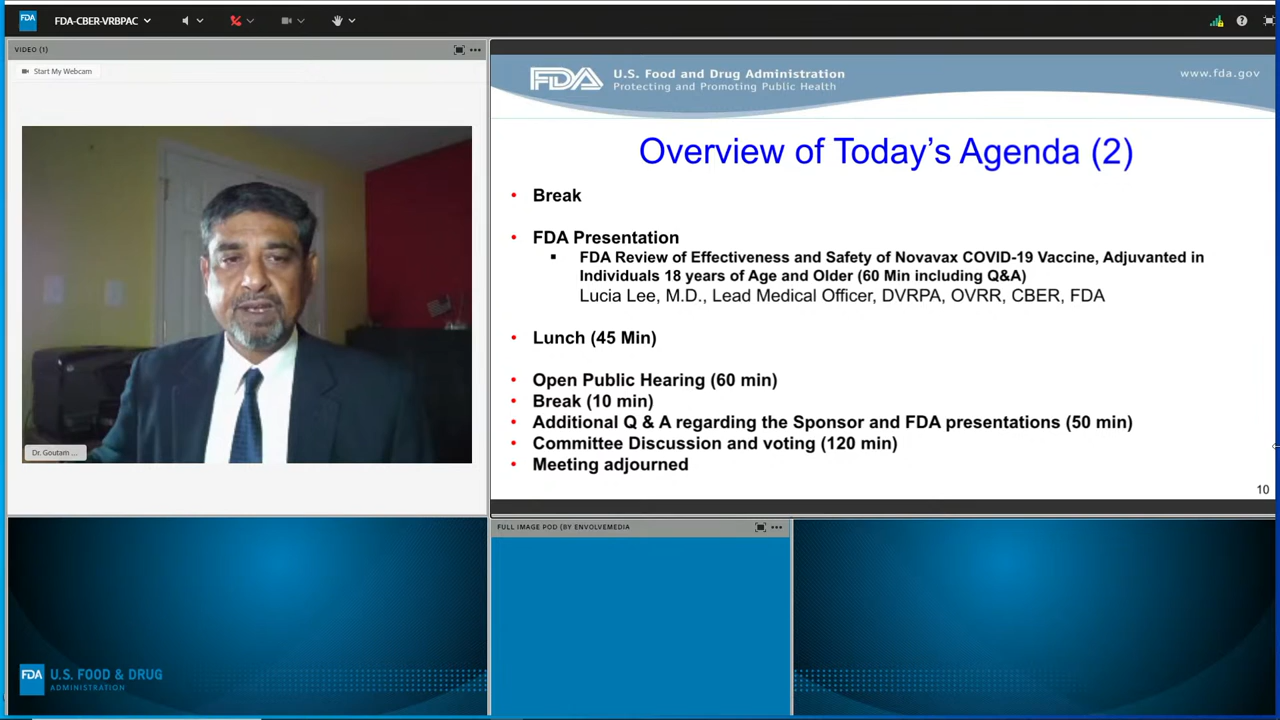 FDA
FDA-CBER-VRBPAC
VIDEO (1)
Start My Webcam
Dr. Goutam ...
FDA
U.S. Food and Drug Administration
Protecting and Promoting Public Health
www.fda.gov
Overview of Today's Agenda (2)
• Break
• FDA Presentation
▪ FDA Review of Effectiveness and Safety of Novavax COVID-19 Vaccine, Adjuvanted in
Individuals 18 years of Age and Older (60 Min including Q&A)
Lucia Lee, M.D., Lead Medical Officer, DVRPA, OVRR, CBER, FDA
• Lunch (45 Min)
• Open Public Hearing (60 min)
• Break (10 min)
• Additional Q & A regarding the Sponsor and FDA presentations (50 min)
• Committee Discussion and voting (120 min)
• Meeting adjourned
10
FULL IMAGE POD (BY ENVOLVEMEDIA
FDA
U.S. FOOD & DRUG
ADMINISTRATION